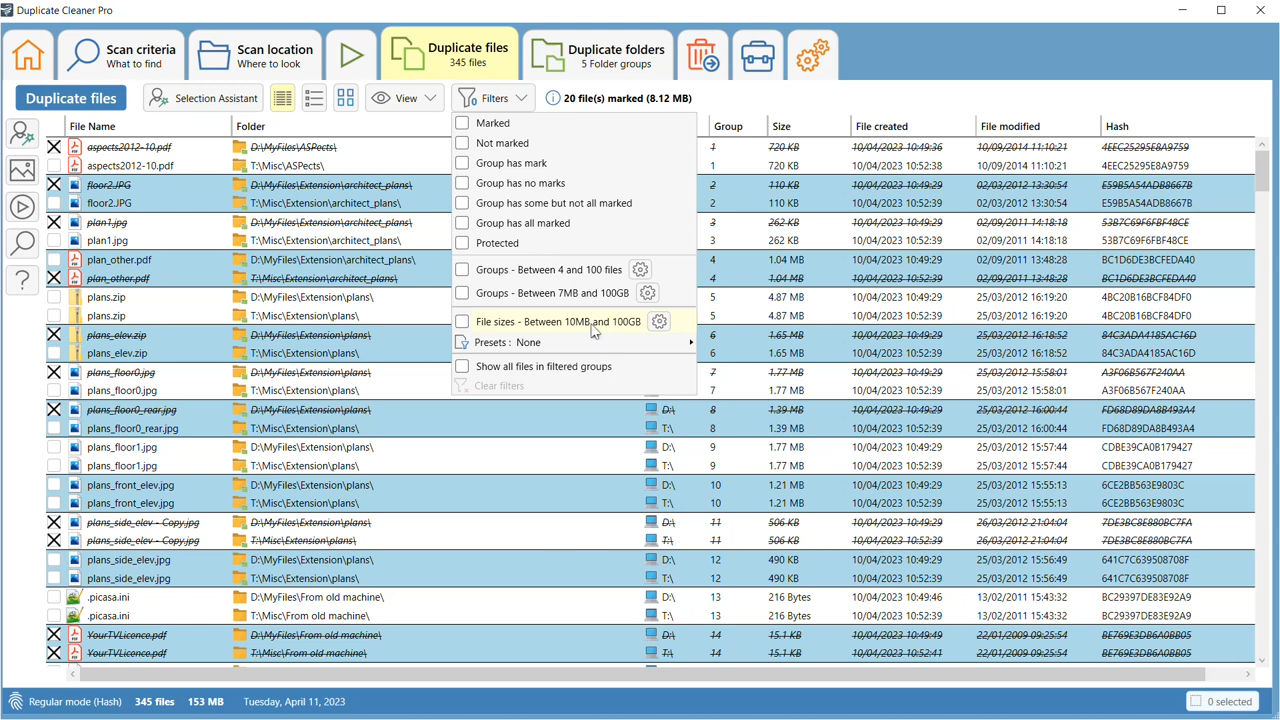 Duplicate Cleaner Pro
Scan criteria
What to find
Scan location
Where to look
Duplicate files
345 files
Duplicate folders
5 Folder groups
Duplicate files
Selection Assistant
View
Filters
20 file(s) marked (8.12 MB)
File Name Folder Group Size File created File modified Hash
aspects2012-10.pdf D:\MyFiles\ASPects\ 1 720 KB 10/04/2023 10:49:36 10/09/2014 11:10:21 4EEC25295E8A9759
aspects2012-10.pdf T:\Misc\ASPects\ 1 720 KB 10/04/2023 10:52:38 10/09/2014 11:10:21 4EEC25295E8A9759
floor2.JPG D:\MyFiles\Extension\architect_plans\ 2 110 KB 10/04/2023 10:49:29 02/03/2012 13:30:54 E59B5A54ADB8667B
floor2.JPG T:\Misc\Extension\architect_plans\ 2 110 KB 10/04/2023 10:52:39 02/03/2012 13:30:54 E59B5A54ADB8667B
plan1.jpg D:\MyFiles\Extension\architect_plans\ 3 262 KB 10/04/2023 10:49:29 02/09/2011 14:18:18 53B7C69F6FBF48CE
plan1.jpg T:\Misc\Extension\architect_plans\ 3 262 KB 10/04/2023 10:52:39 02/09/2011 14:18:18 53B7C69F6FBF48CE
plan_other.pdf D:\MyFiles\Extension\architect_plans\ 4 1.04 MB 10/04/2023 10:49:29 02/09/2011 13:48:28 BC1D6DE3BCFEDA40
plan_other.pdf T:\Misc\Extension\architect_plans\ 4 1.04 MB 10/04/2023 10:52:39 02/09/2011 13:48:28 BC1D6DE3BCFEDA40
plans.zip D:\MyFiles\Extension\plans\ 5 4.87 MB 10/04/2023 10:49:29 25/03/2012 16:19:20 4BC20B16BCF84DF0
plans.zip T:\Misc\Extension\plans\ 5 4.87 MB 10/04/2023 10:52:39 25/03/2012 16:19:20 4BC20B16BCF84DF0
plans_elev.zip D:\MyFiles\Extension\plans\ 6 1.65 MB 10/04/2023 10:49:29 25/03/2012 16:18:52 84C3ADA4185AC16D
plans_elev.zip T:\Misc\Extension\plans\ 6 1.65 MB 10/04/2023 10:52:39 25/03/2012 16:18:52 84C3ADA4185AC16D
plans_floor0.jpg D:\MyFiles\Extension\plans\ 7 1.77 MB 10/04/2023 10:49:29 25/03/2012 15:58:01 A3F06B5AF247A240AA
plans_floor0.jpg T:\Misc\Extension\plans\ 7 1.77 MB 10/04/2023 10:52:39 25/03/2012 15:58:01 A3F06B5AF247A240AA
plans_floor0_rear.jpg D:\MyFiles\Extension\plans\ D:\ 8 1.39 MB 10/04/2023 10:49:29 25/03/2012 16:00:44 FD68D89DA8B493A4
plans_floor0_rear.jpg T:\Misc\Extension\plans\ T:\ 8 1.39 MB 10/04/2023 10:52:39 25/03/2012 16:00:44 FD68D89DA8B493A4
plans_floor1.jpg D:\MyFiles\Extension\plans\ D:\ 9 1.77 MB 10/04/2023 10:49:29 25/03/2012 15:57:44 CDBE39CA0B179427
plans_floor1.jpg T:\Misc\Extension\plans\ T:\ 9 1.77 MB 10/04/2023 10:52:39 25/03/2012 15:57:44 CDBE39CA0B179427
plans_front_elev.jpg D:\MyFiles\Extension\plans\ D:\ 10 1.21 MB 10/04/2023 10:49:29 25/03/2012 15:55:13 6CE2BB563E9803C
plans_front_elev.jpg T:\Misc\Extension\plans\ T:\ 10 1.21 MB 10/04/2023 10:52:39 25/03/2012 15:55:13 6CE2BB563E9803C
plans_side_elev - Copy.jpg D:\MyFiles\Extension\plans\ D:\ 11 506 KB 10/04/2023 10:49:29 26/03/2012 21:04:04 7DE3BC8E880BC7FA
plans_side_elev - Copy.jpg T:\Misc\Extension\plans\ T:\ 11 506 KB 10/04/2023 10:52:39 26/03/2012 21:04:04 7DE3BC8E880BC7FA
plans_side_elev.jpg D:\MyFiles\Extension\plans\ D:\ 12 490 KB 10/04/2023 10:49:29 25/03/2012 15:56:49 641C7C639508708F
plans_side_elev.jpg T:\Misc\Extension\plans\ T:\ 12 490 KB 10/04/2023 10:52:39 25/03/2012 15:56:49 641C7C639508708F
.picasa.ini D:\MyFiles\From old machine\ D:\ 13 216 Bytes 10/04/2023 10:49:46 13/02/2011 15:43:32 BC29397DE83E92A9
.picasa.ini T:\Misc\From old machine\ T:\ 13 216 Bytes 10/04/2023 10:52:39 13/02/2011 15:43:32 BC29397DE83E92A9
YourTVLicence.pdf D:\MyFiles\From old machine\ D:\ 14 15.1 KB 10/04/2023 10:49:49 22/01/2009 09:25:54 BE769E3DB6A0BB05
YourTVLicence.pdf T:\Misc\From old machine\ T:\ 14 15.1 KB 10/04/2023 10:52:41 22/01/2009 09:25:54 BE769E3DB6A0BB05
Marked
Not marked
Group has mark
Group has no marks
Group has some but not all marked
Group has all marked
Protected
Groups - Between 4 and 100 files
Groups - Between 7MB and 100GB
File sizes - Between 10MB and 100GB
Presets : None
Show all files in filtered groups
Clear filters
Regular mode (Hash) 345 files 153 MB Tuesday, April 11, 2023
0 selected